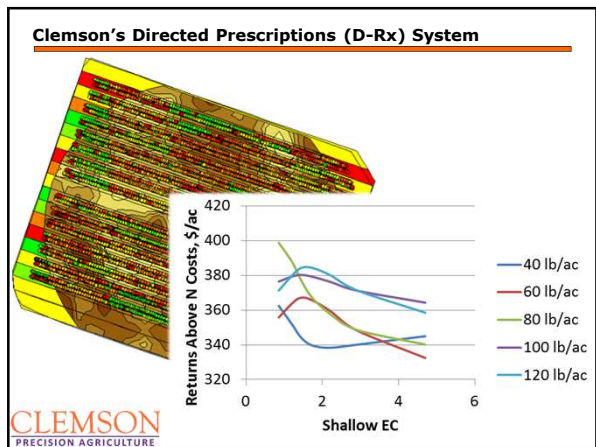 Clemson's Directed Prescriptions (D-Rx) System
Returns Above N Costs, $/ac
420
400
380
360
340
320
0
2
4
6
Shallow EC
40 lb/ac
60 lb/ac
80 lb/ac
100 lb/ac
120 lb/ac
CLEMSON
PRECISION AGRICULTURE